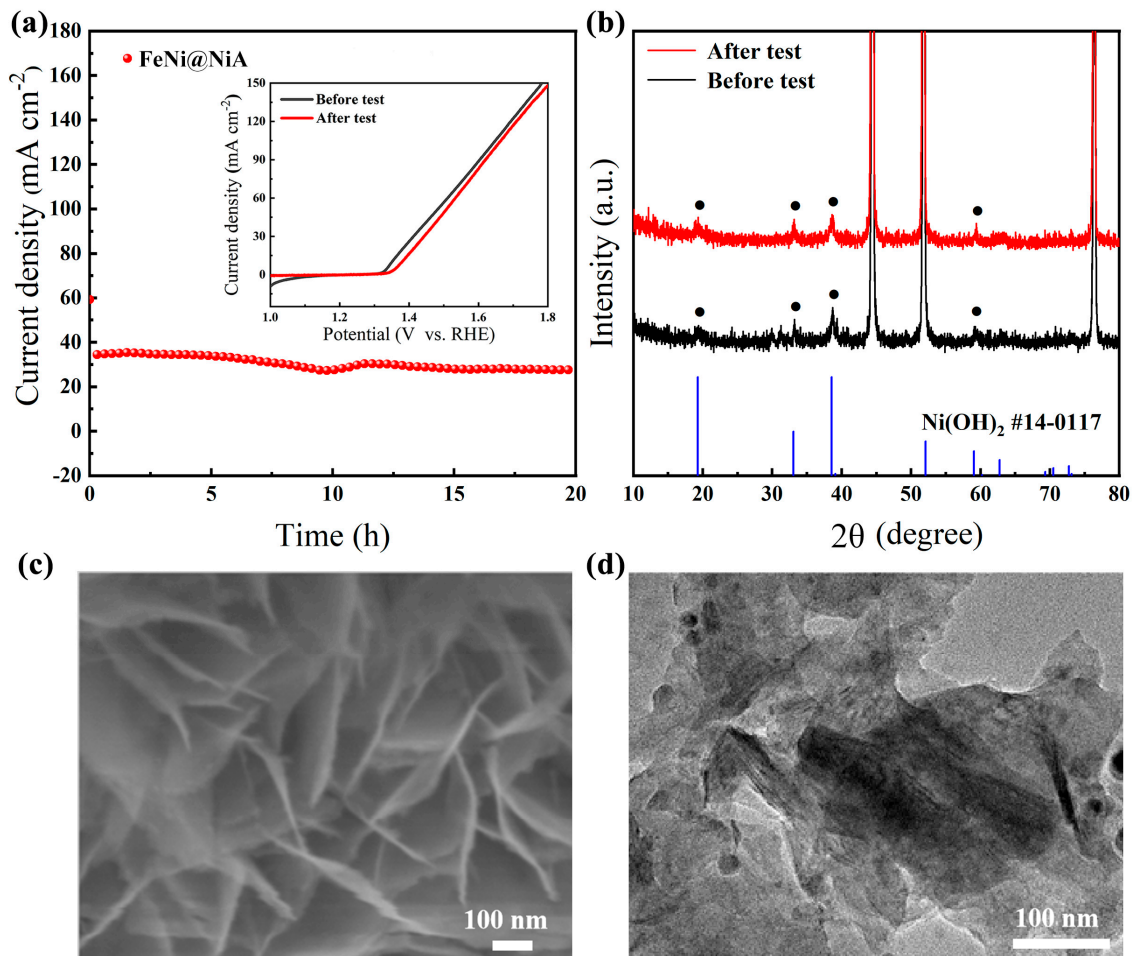 (a)
180
160
140
120
100
80
60
40
20
0
-20
Current density (mA cm-2)
FeNi@NiA
150
120
90
60
30
0
Current density (mA cm-2)
Before test
After test
1.0 1.2 1.4 1.6 1.8
Potential (V vs. RHE)
0 5 10 15 20
Time (h)
(b)
Intensity (a.u.)
After test
Before test
Ni(OH)2 #14-0117
10 20 30 40 50 60 70 80
2θ (degree)
(c)
100 nm
(d)
100 nm